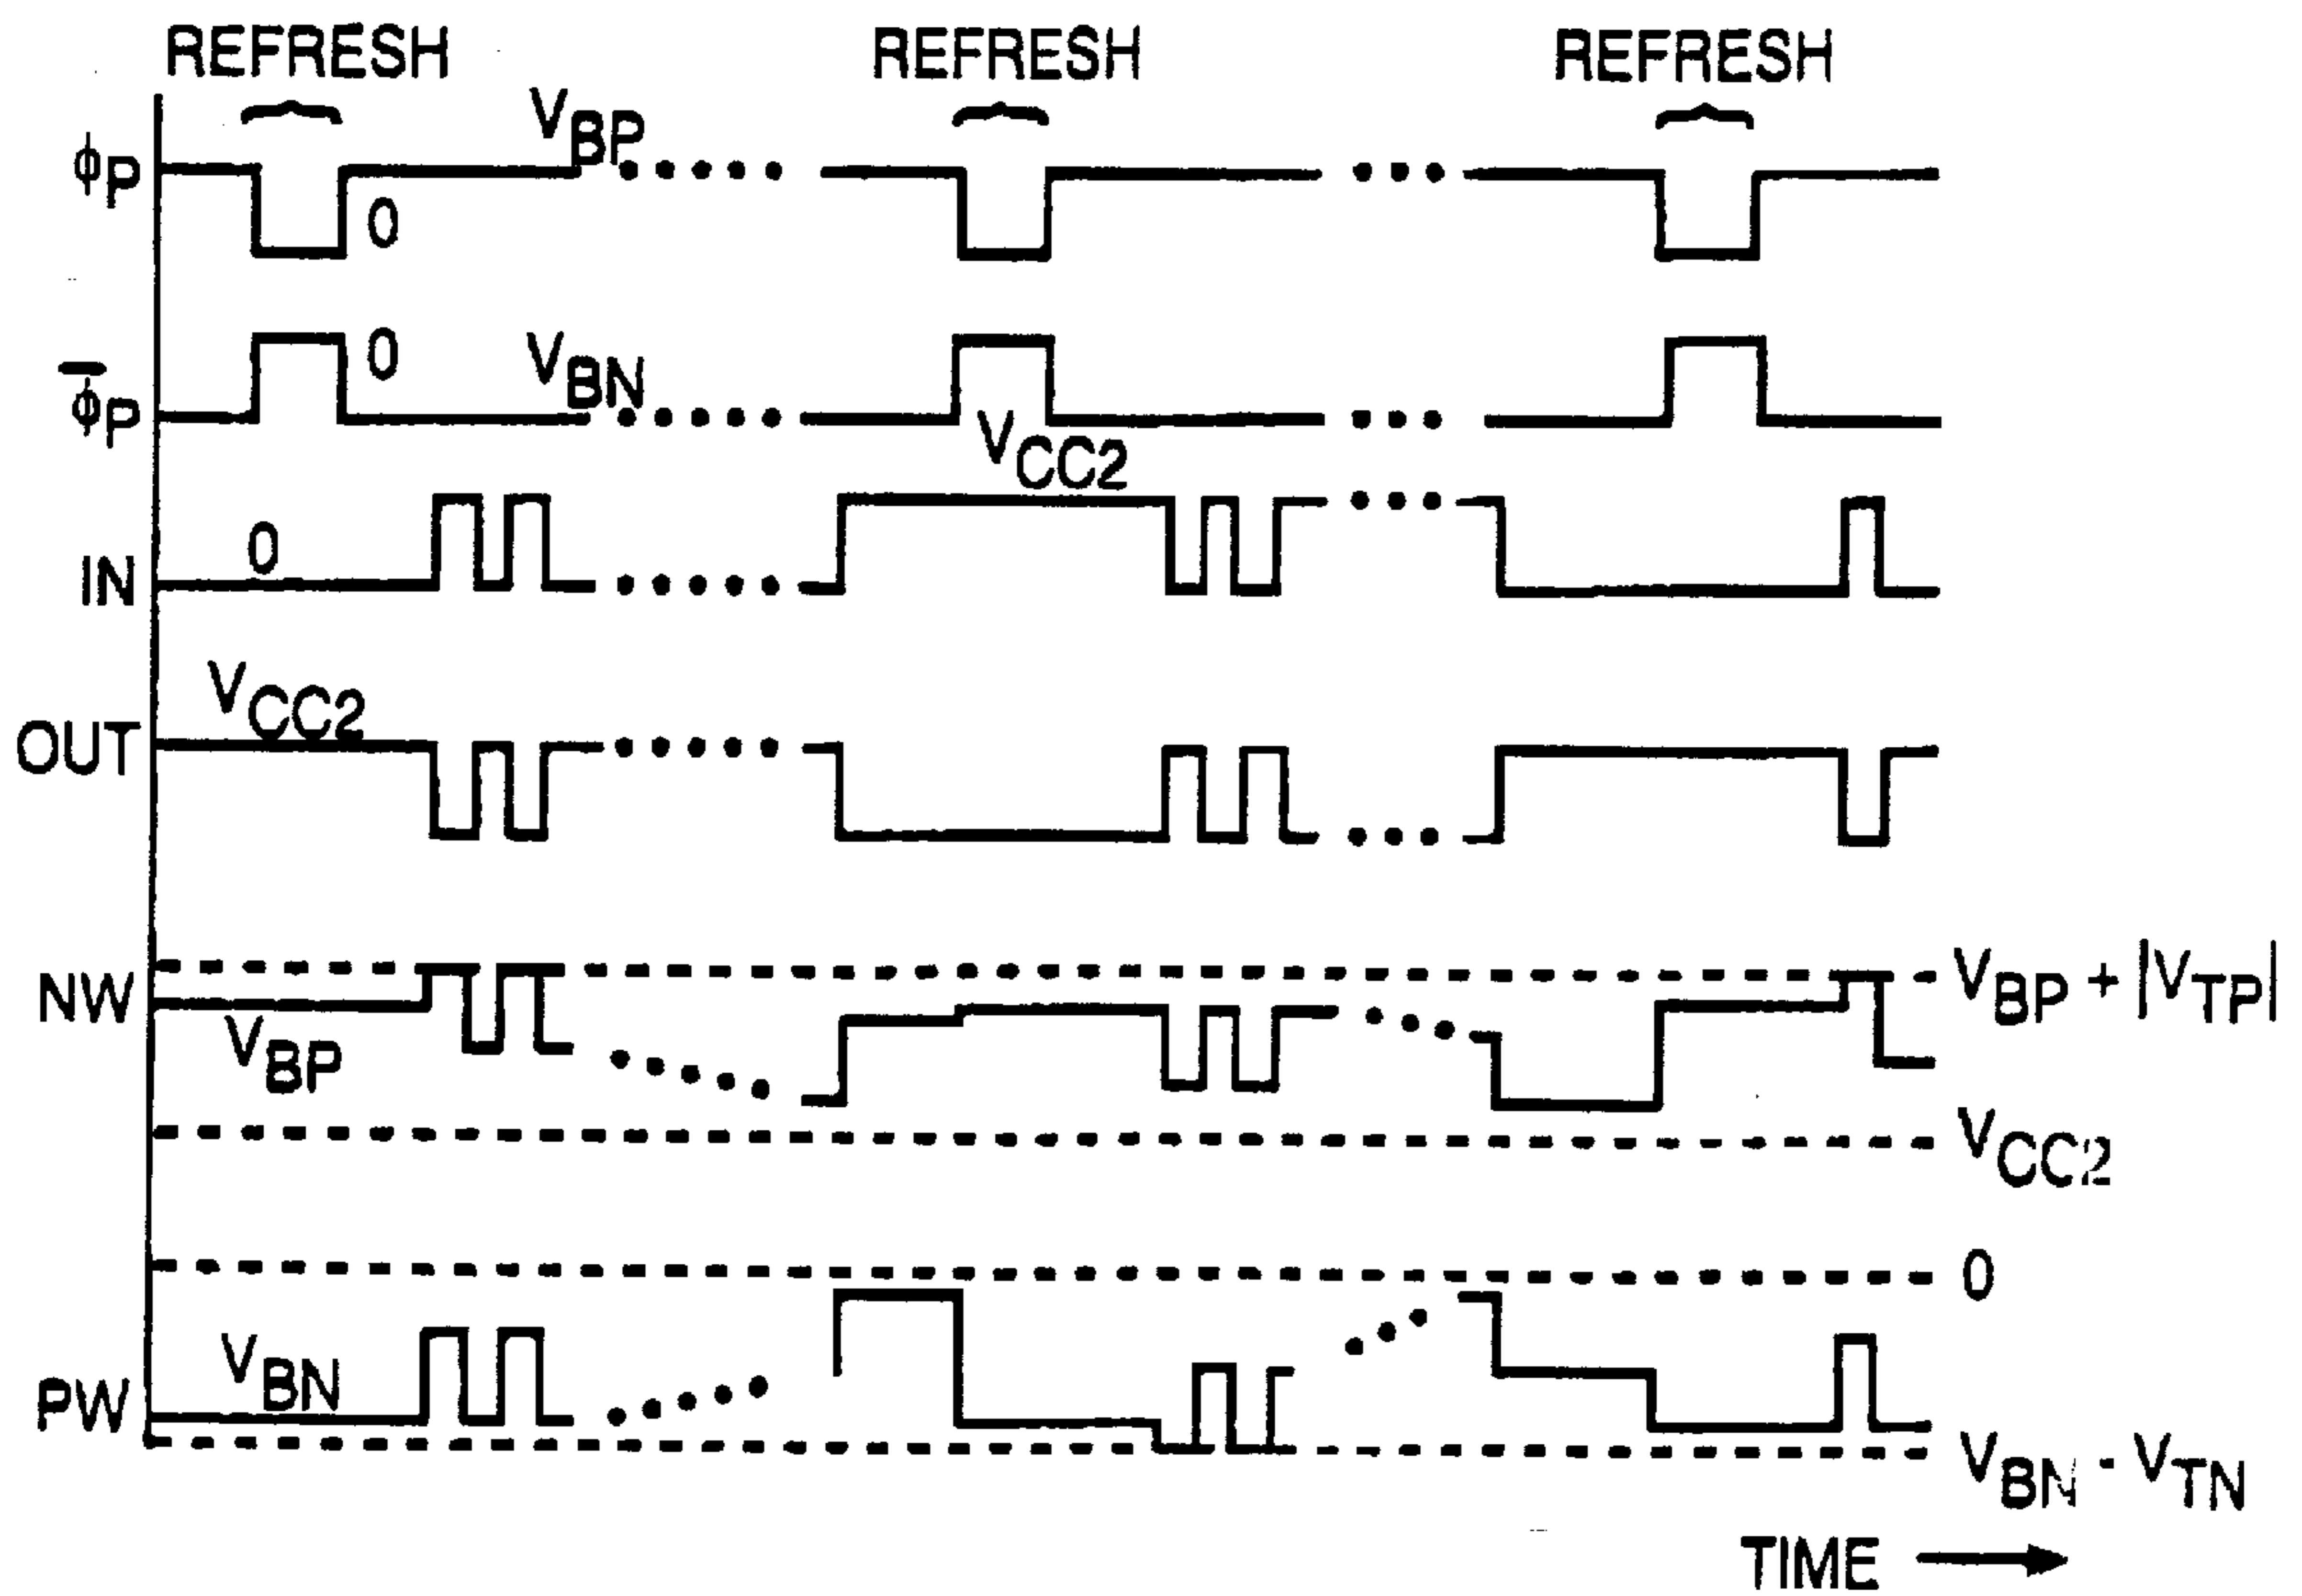 REFRESH REFRESH REFRESH
ϕP VBP
0
ϕ̅P 0 VBN
VCC2
IN 0
OUT VCC2
NW VBP VBP + |VTP|
VCC2
0
PW VBN
VBN - VTN
TIME